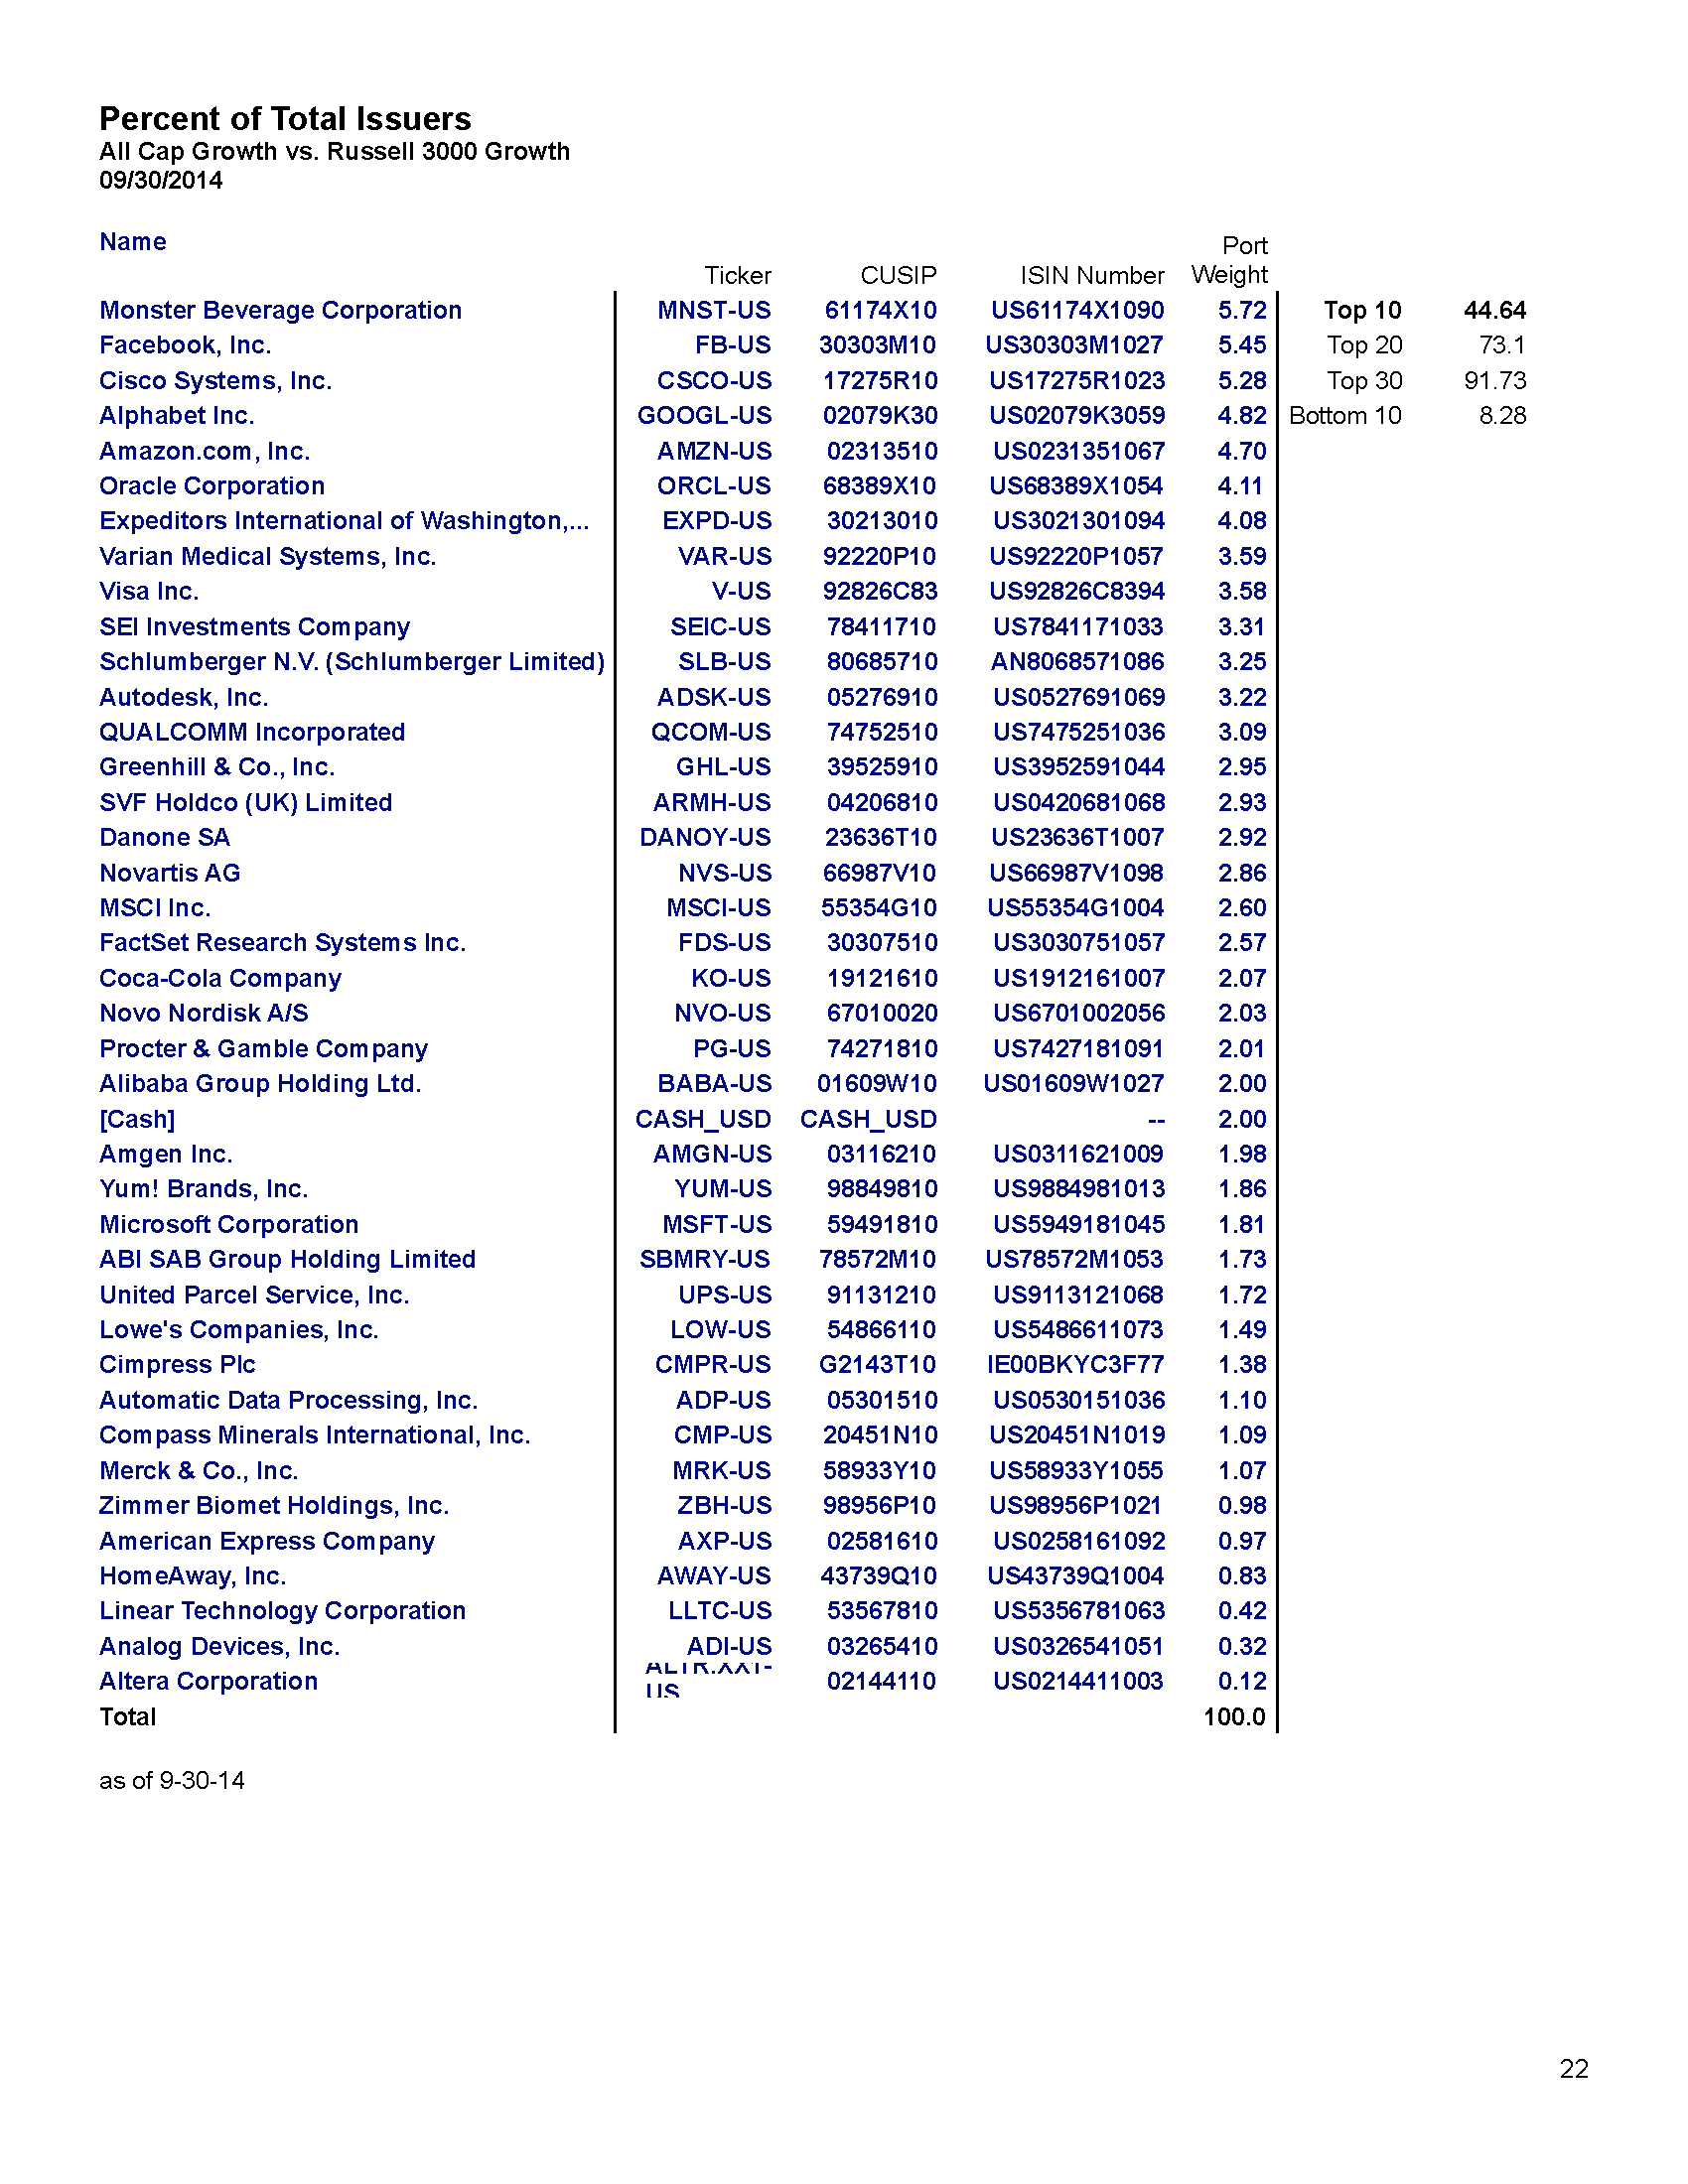 Percent of Total Issuers
All Cap Growth vs. Russell 3000 Growth
09/30/2014
Name Ticker CUSIP ISIN Number Port Weight
Monster Beverage Corporation MNST-US 61174X10 US61174X1090 5.72 Top 10 44.64
Facebook, Inc. FB-US 30303M10 US30303M1027 5.45 Top 20 73.1
Cisco Systems, Inc. CSCO-US 17275R10 US17275R1023 5.28 Top 30 91.73
Alphabet Inc. GOOGL-US 02079K30 US02079K3059 4.82 Bottom 10 8.28
Amazon.com, Inc. AMZN-US 02313510 US0231351067 4.70
Oracle Corporation ORCL-US 68389X10 US68389X1054 4.11
Expeditors International of Washington,... EXPD-US 30213010 US3021301094 4.08
Varian Medical Systems, Inc. VAR-US 92220P10 US92220P1057 3.59
Visa Inc. V-US 92826C83 US92826C8394 3.58
SEI Investments Company SEIC-US 78411710 US7841171033 3.31
Schlumberger N.V. (Schlumberger Limited) SLB-US 80685710 AN8068571086 3.25
Autodesk, Inc. ADSK-US 05276910 US0527691069 3.22
QUALCOMM Incorporated QCOM-US 74752510 US7475251036 3.09
Greenhill & Co., Inc. GHL-US 39525910 US3952591044 2.95
SVF Holdco (UK) Limited ARMH-US 04206810 US0420681068 2.93
Danone SA DANOY-US 23636T10 US23636T1007 2.92
Novartis AG NVS-US 66987V10 US66987V1098 2.86
MSCI Inc. MSCI-US 55354G10 US55354G1004 2.60
FactSet Research Systems Inc. FDS-US 30307510 US3030751057 2.57
Coca-Cola Company KO-US 19121610 US1912161007 2.07
Novo Nordisk A/S NVO-US 67010020 US6701002056 2.03
Procter & Gamble Company PG-US 74271810 US7427181091 2.01
Alibaba Group Holding Ltd. BABA-US 01609W10 US01609W1027 2.00
[Cash] CASH_USD CASH_USD -- 2.00
Amgen Inc. AMGN-US 03116210 US0311621009 1.98
Yum! Brands, Inc. YUM-US 98849810 US9884981013 1.86
Microsoft Corporation MSFT-US 59491810 US5949181045 1.81
ABI SAB Group Holding Limited SBMRY-US 78572M10 US78572M1053 1.73
United Parcel Service, Inc. UPS-US 91131210 US9113121068 1.72
Lowe's Companies, Inc. LOW-US 54866110 US5486611073 1.49
Cimpress Plc CMPR-US G2143T10 IE00BKYC3F77 1.38
Automatic Data Processing, Inc. ADP-US 05301510 US0530151036 1.10
Compass Minerals International, Inc. CMP-US 20451N10 US20451N1019 1.09
Merck & Co., Inc. MRK-US 58933Y10 US58933Y1055 1.07
Zimmer Biomet Holdings, Inc. ZBH-US 98956P10 US98956P1021 0.98
American Express Company AXP-US 02581610 US0258161092 0.97
HomeAway, Inc. AWAY-US 43739Q10 US43739Q1004 0.83
Linear Technology Corporation LLTC-US 53567810 US5356781063 0.42
Analog Devices, Inc. ADI-US 03265410 US0326541051 0.32
Altera Corporation 02144110 US0214411003 0.12
Total 100.0
as of 9-30-14
22